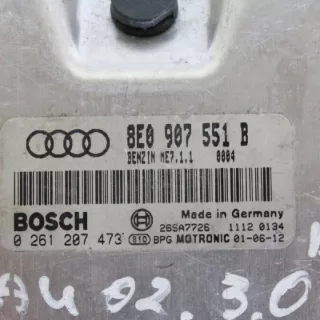 8E0 907 551 B
BENZIN ME7.1.1 0004
Made in Germany
BOSCH
26SA7726 1112 0134
0 261 207 473 S10 BPG MOTRONIC 01-06-12
A4 02. 3.0